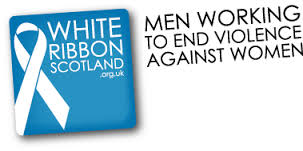 WHITE
RIBBON
SCOTLAND
.org.uk
MEN WORKING
TO END VIOLENCE
AGAINST WOMEN